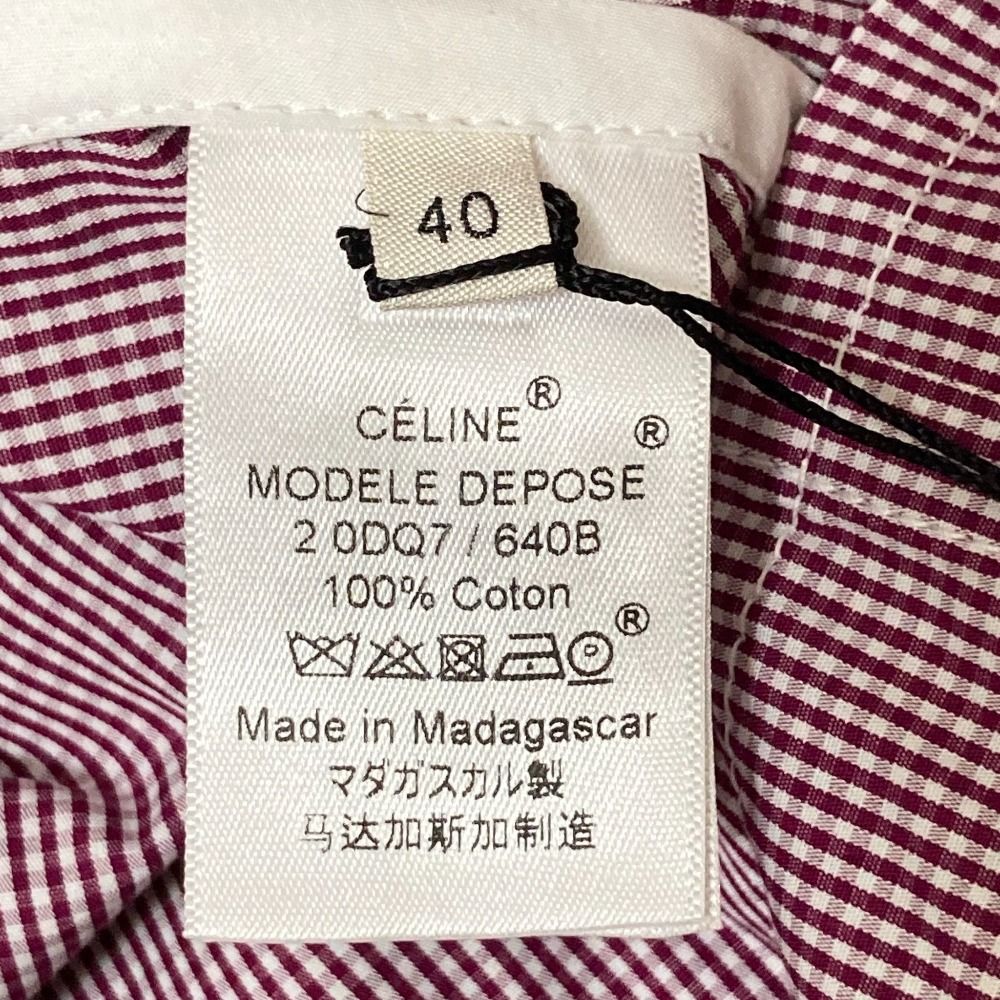 40
CÉLINE®
MODELE DEPOSE®
2 0DQ7 / 640B
100% Coton
P ®
Made in Madagascar
マダガスカル製
马达加斯加制造